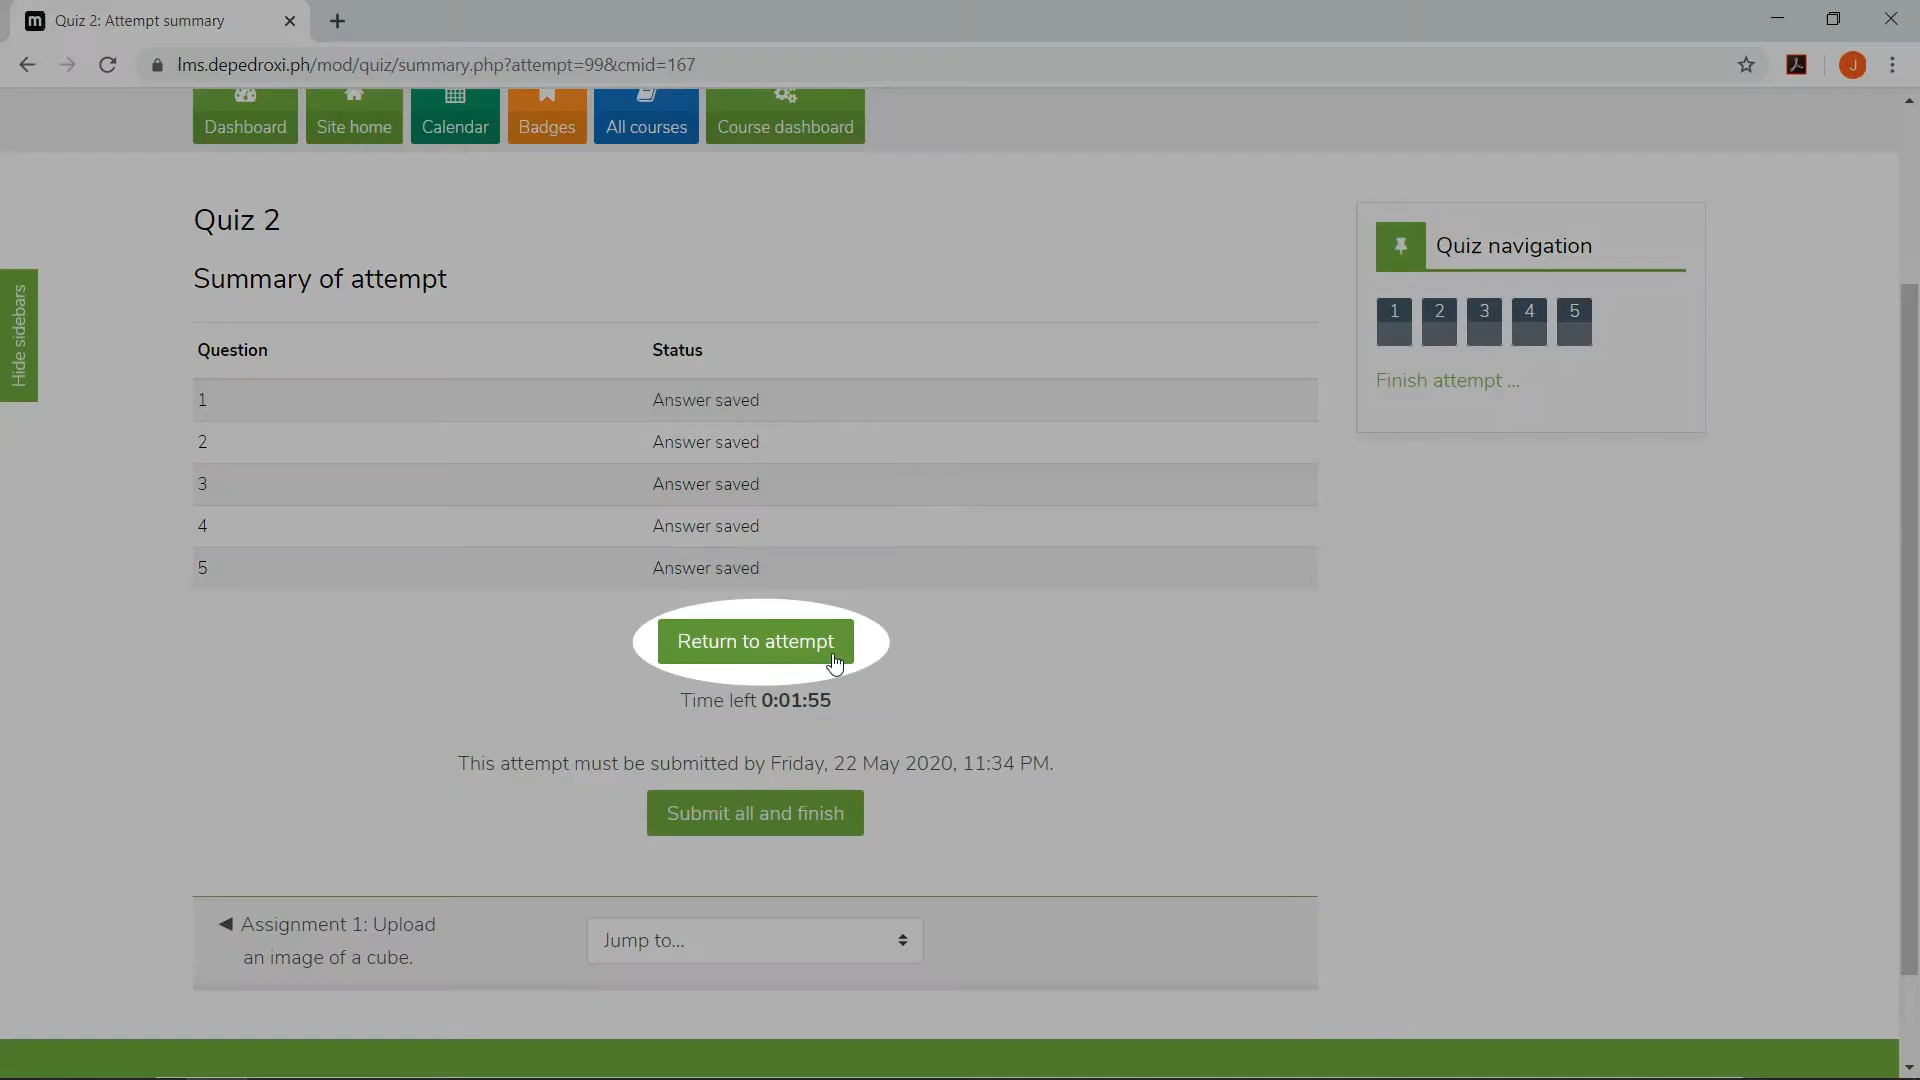 Quiz 2: Attempt summary
lms.depedroxi.ph/mod/quiz/summary.php?attempt=99&cmid=167
J
Dashboard
Site home
Calendar
Badges
All courses
Course dashboard
Hide sidebars
Quiz 2
Summary of attempt
Question Status
1 Answer saved
2 Answer saved
3 Answer saved
4 Answer saved
5 Answer saved
Return to attempt
Time left 0:01:55
This attempt must be submitted by Friday, 22 May 2020, 11:34 PM.
Submit all and finish
◀ Assignment 1: Upload
an image of a cube.
Jump to...
Quiz navigation
1 2 3 4 5
Finish attempt ...